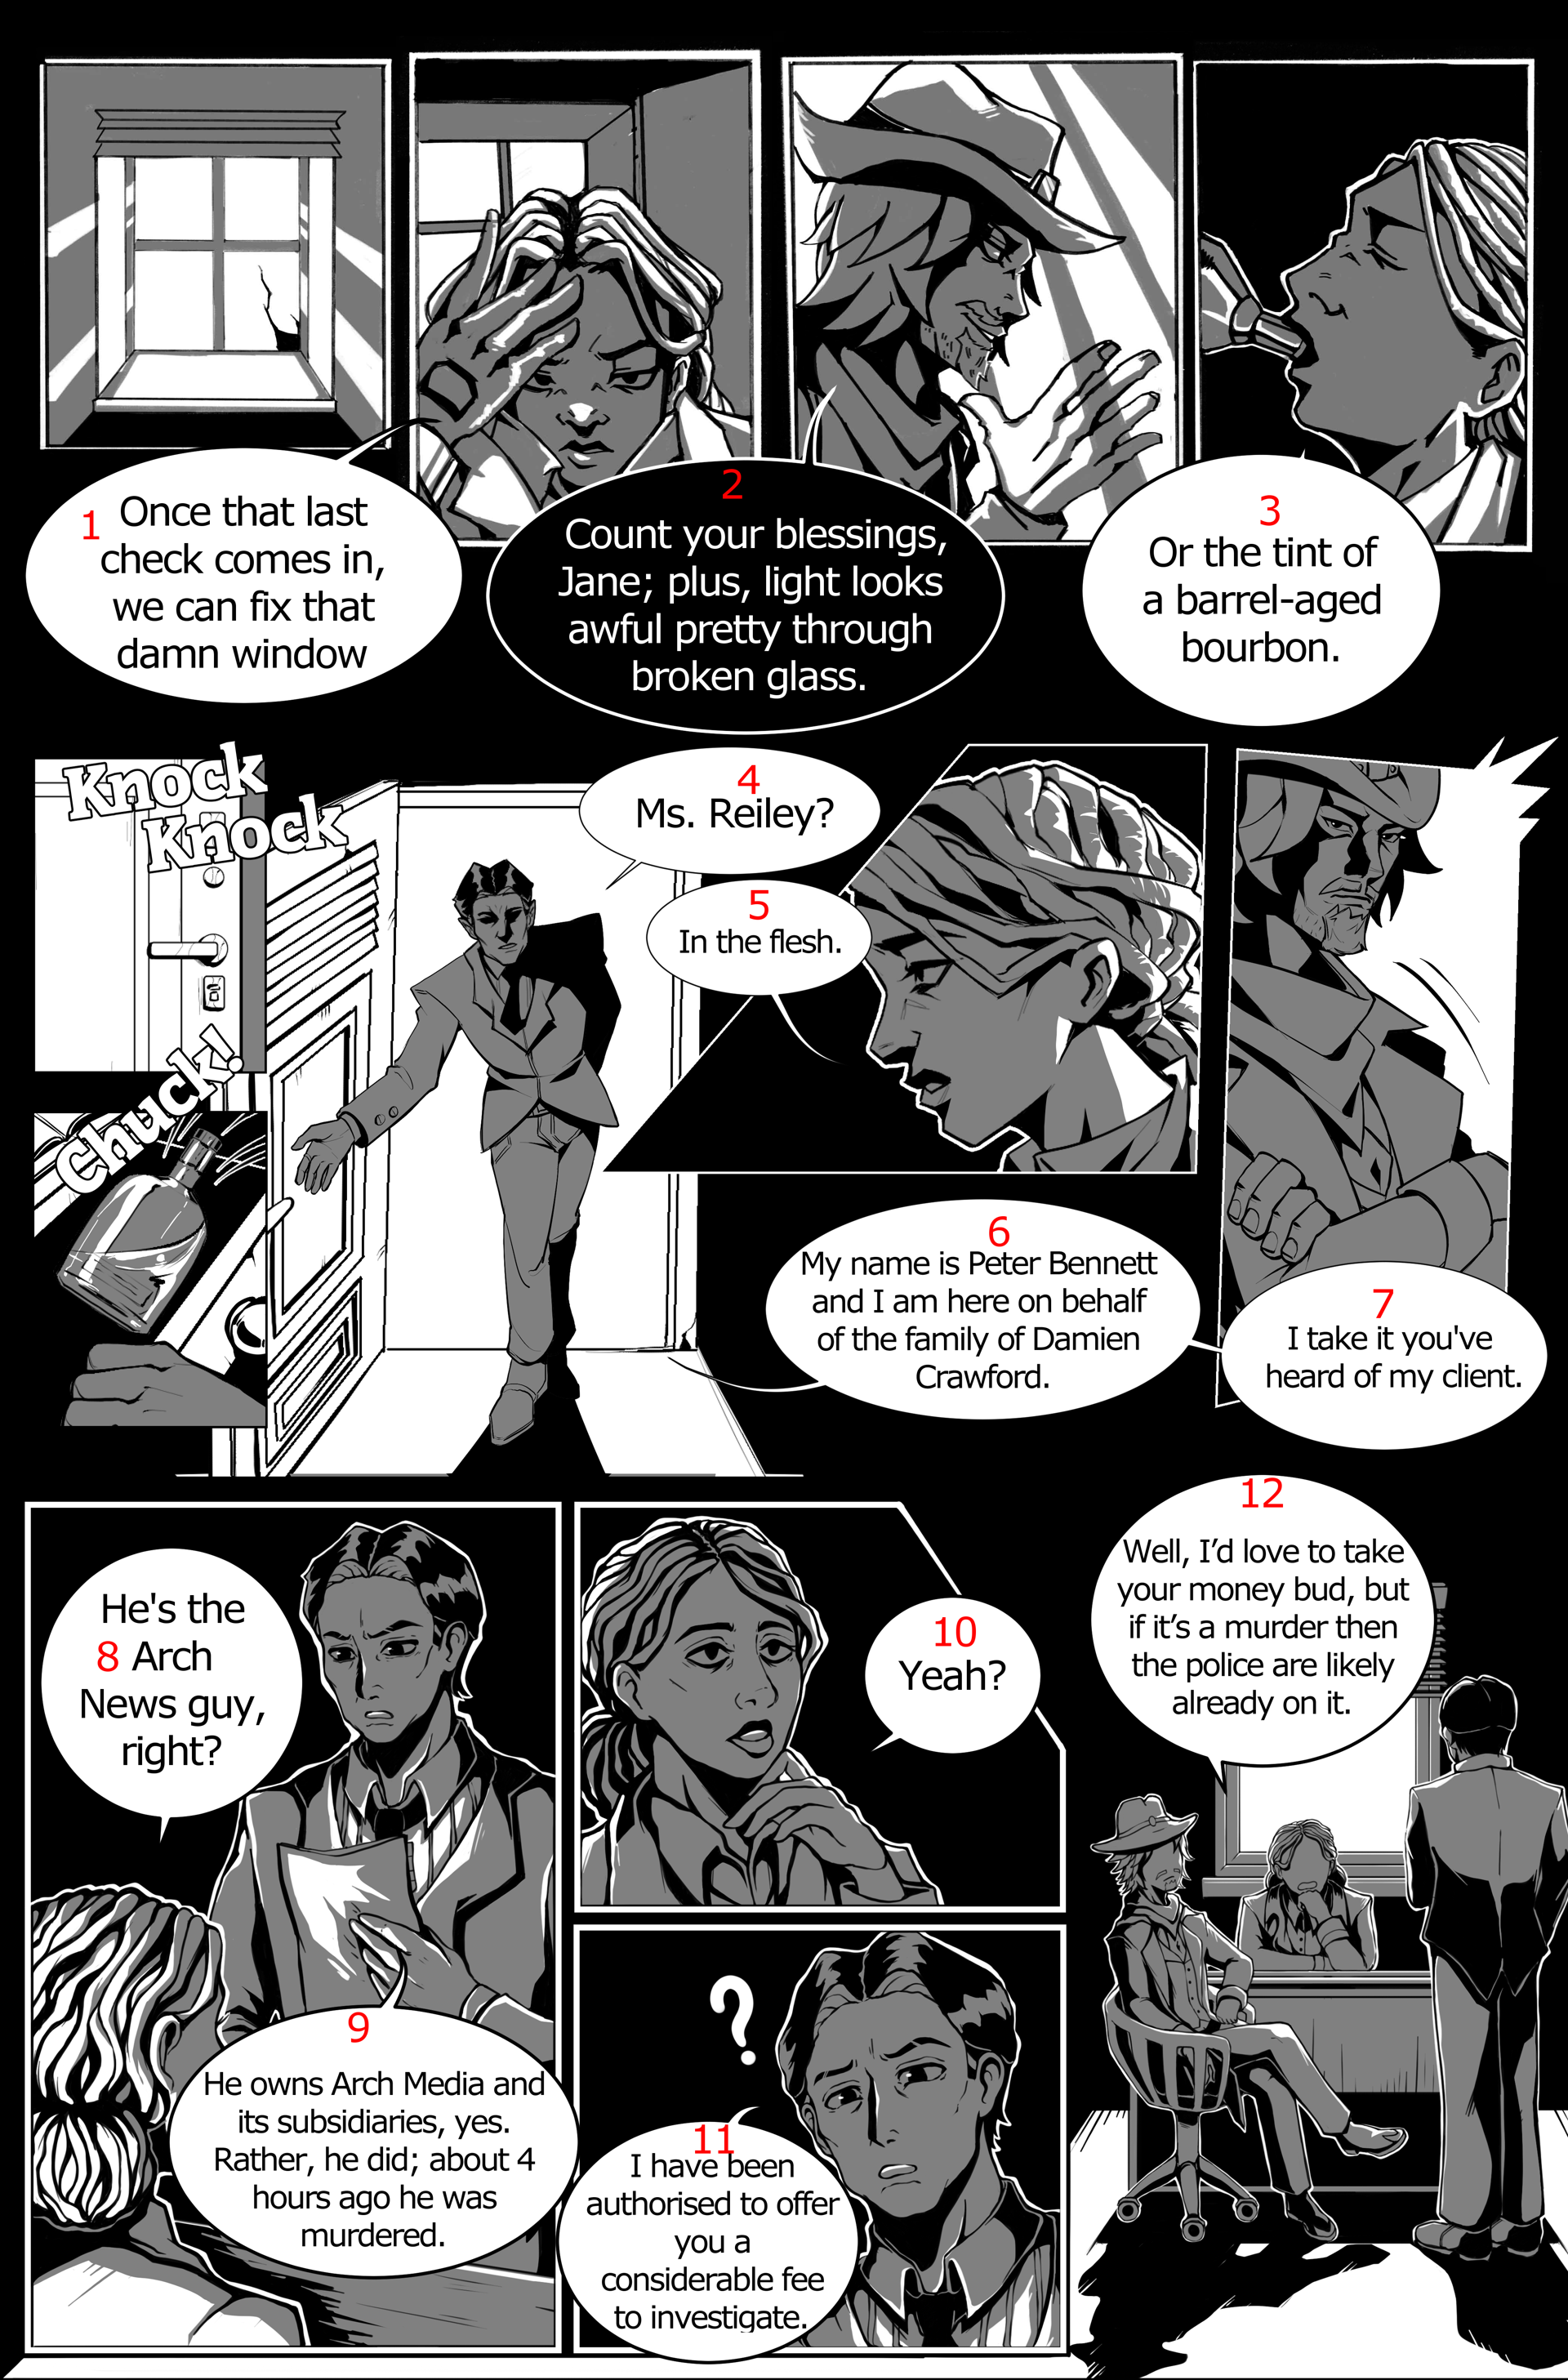 1 Once that last
check comes in,
we can fix that
damn window
2
Count your blessings,
Jane; plus, light looks
awful pretty through
broken glass.
3
Or the tint of
a barrel-aged
bourbon.
Knock
Knock
Chuck!
4
Ms. Reiley?
5
In the flesh.
6
My name is Peter Bennett
and I am here on behalf
of the family of Damien
Crawford.
7
I take it you've
heard of my client.
He's the
8 Arch
News guy,
right?
9
He owns Arch Media and
its subsidiaries, yes.
Rather, he did; about 4
hours ago he was
murdered.
10
Yeah?
?
11
I have been
authorised to offer
you a
considerable fee
to investigate.
12
Well, I’d love to take
your money bud, but
if it’s a murder then
the police are likely
already on it.